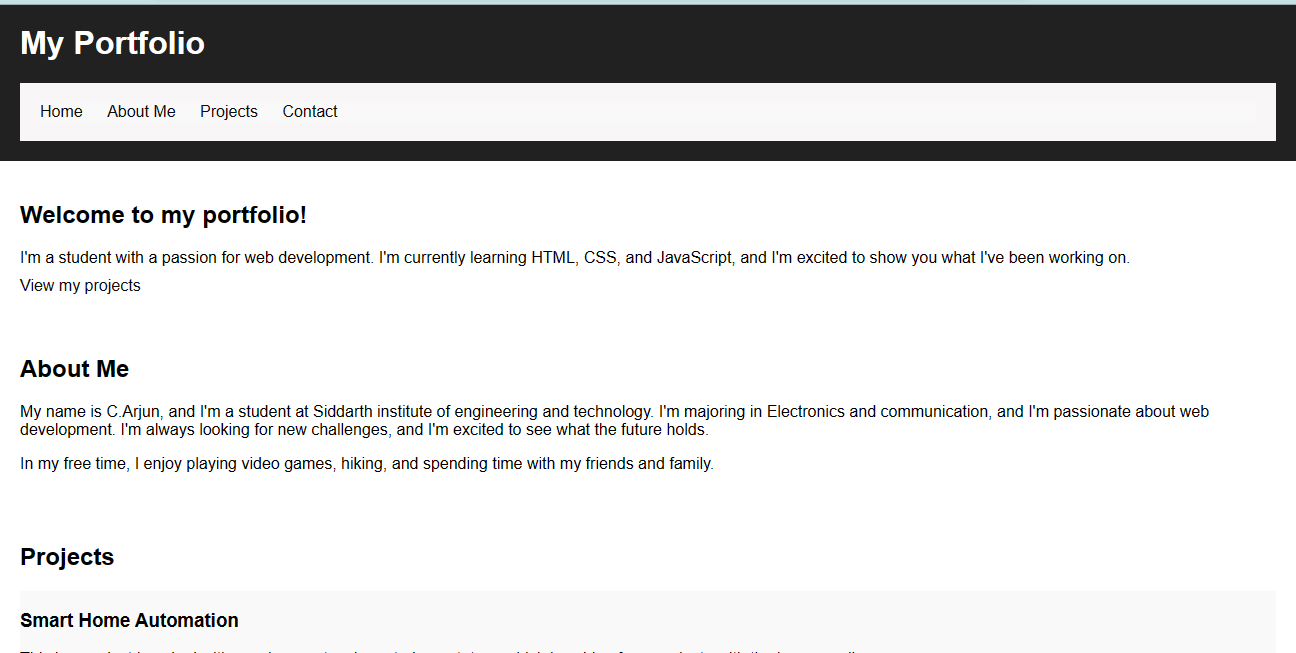 My Portfolio
Home About Me Projects Contact
Welcome to my portfolio!
I'm a student with a passion for web development. I'm currently learning HTML, CSS, and JavaScript, and I'm excited to show you what I've been working on.
View my projects
About Me
My name is C.Arjun, and I'm a student at Siddarth institute of engineering and technology. I'm majoring in Electronics and communication, and I'm passionate about web
development. I'm always looking for new challenges, and I'm excited to see what the future holds.
In my free time, I enjoy playing video games, hiking, and spending time with my friends and family.
Projects
Smart Home Automation